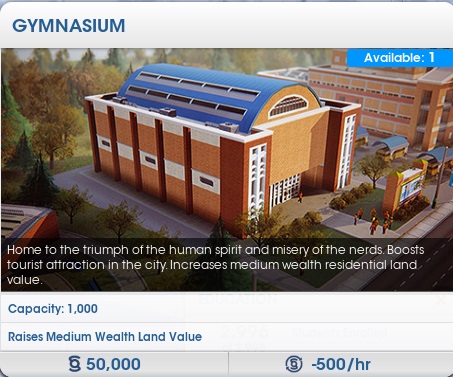 GYMNASIUM
Available: 1
Home to the triumph of the human spirit and misery of the nerds. Boosts
tourist attraction in the city. Increases medium wealth residential land
value.
EDUCATION
Capacity: 1,000
Raises Medium Wealth Land Value
50,000
-500/hr